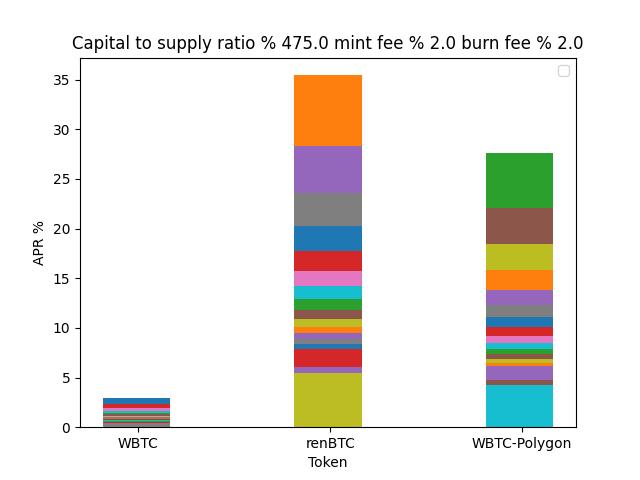 Capital to supply ratio % 475.0 mint fee % 2.0 burn fee % 2.0
APR %
35
30
25
20
15
10
5
0
WBTC renBTC WBTC-Polygon
Token